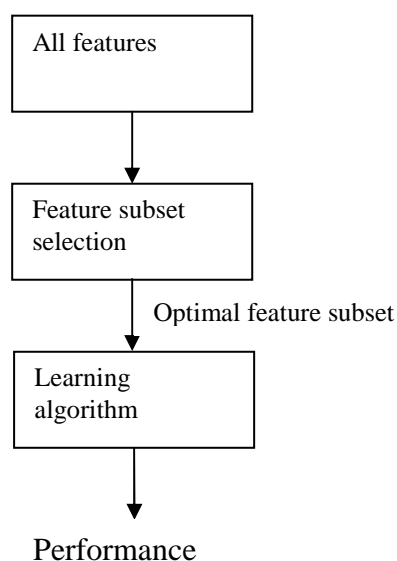 All features
Feature subset
selection
Optimal feature subset
Learning
algorithm
Performance